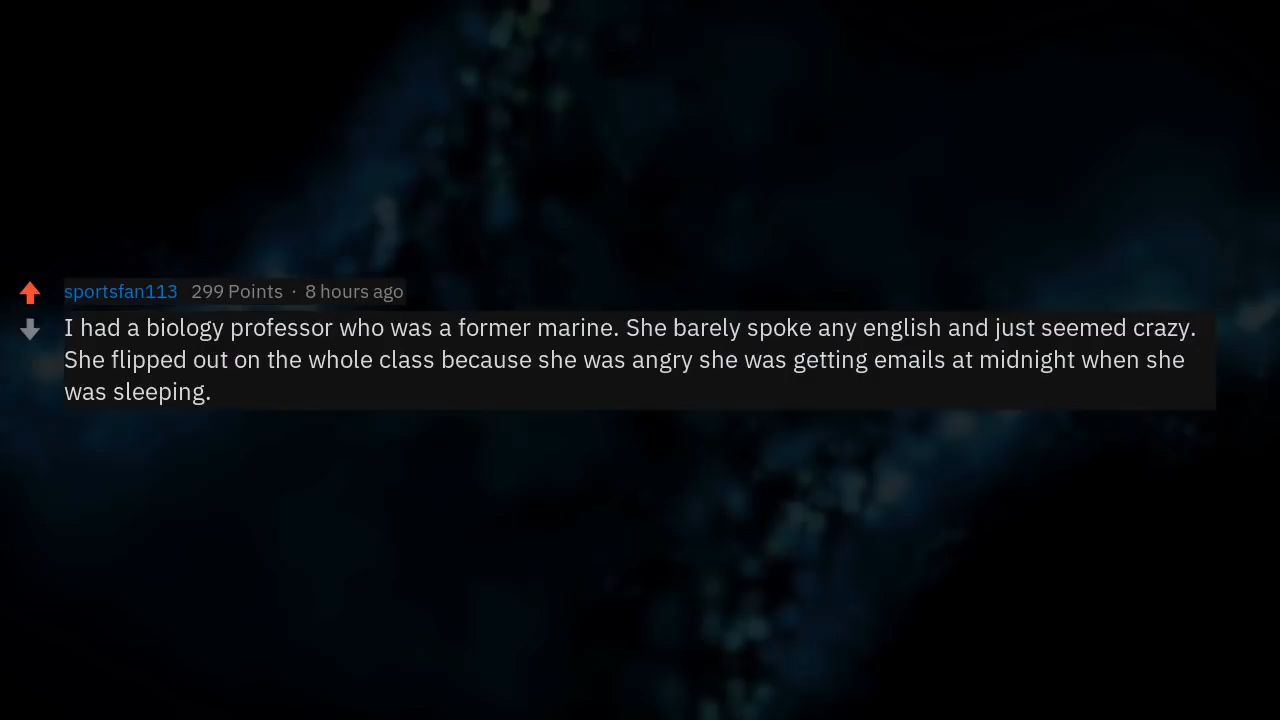 sportsfan113 299 Points · 8 hours ago
I had a biology professor who was a former marine. She barely spoke any english and just seemed crazy.
She flipped out on the whole class because she was angry she was getting emails at midnight when she
was sleeping.